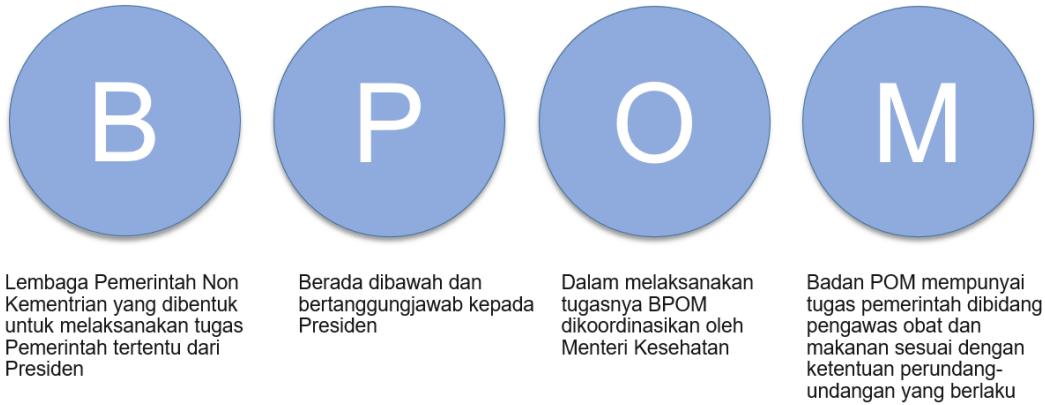 B
P
O
M
Lembaga Pemerintah Non
Kementrian yang dibentuk
untuk melaksanakan tugas
Pemerintah tertentu dari
Presiden
Berada dibawah dan
bertanggungjawab kepada
Presiden
Dalam melaksanakan
tugasnya BPOM
dikoordinasikan oleh
Menteri Kesehatan
Badan POM mempunyai
tugas pemerintah dibidang
pengawas obat dan
makanan sesuai dengan
ketentuan perundang-
undangan yang berlaku